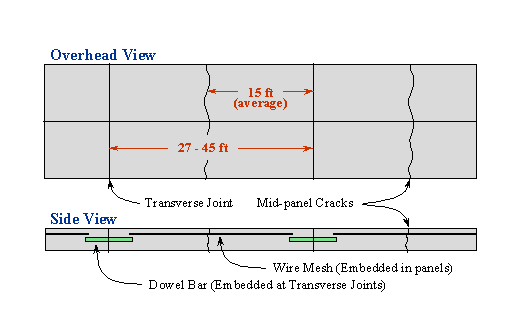 Overhead View
15 ft
(average)
27 - 45 ft
Transverse Joint
Mid-panel Cracks
Side View
Wire Mesh (Embedded in panels)
Dowel Bar (Embedded at Transverse Joints)